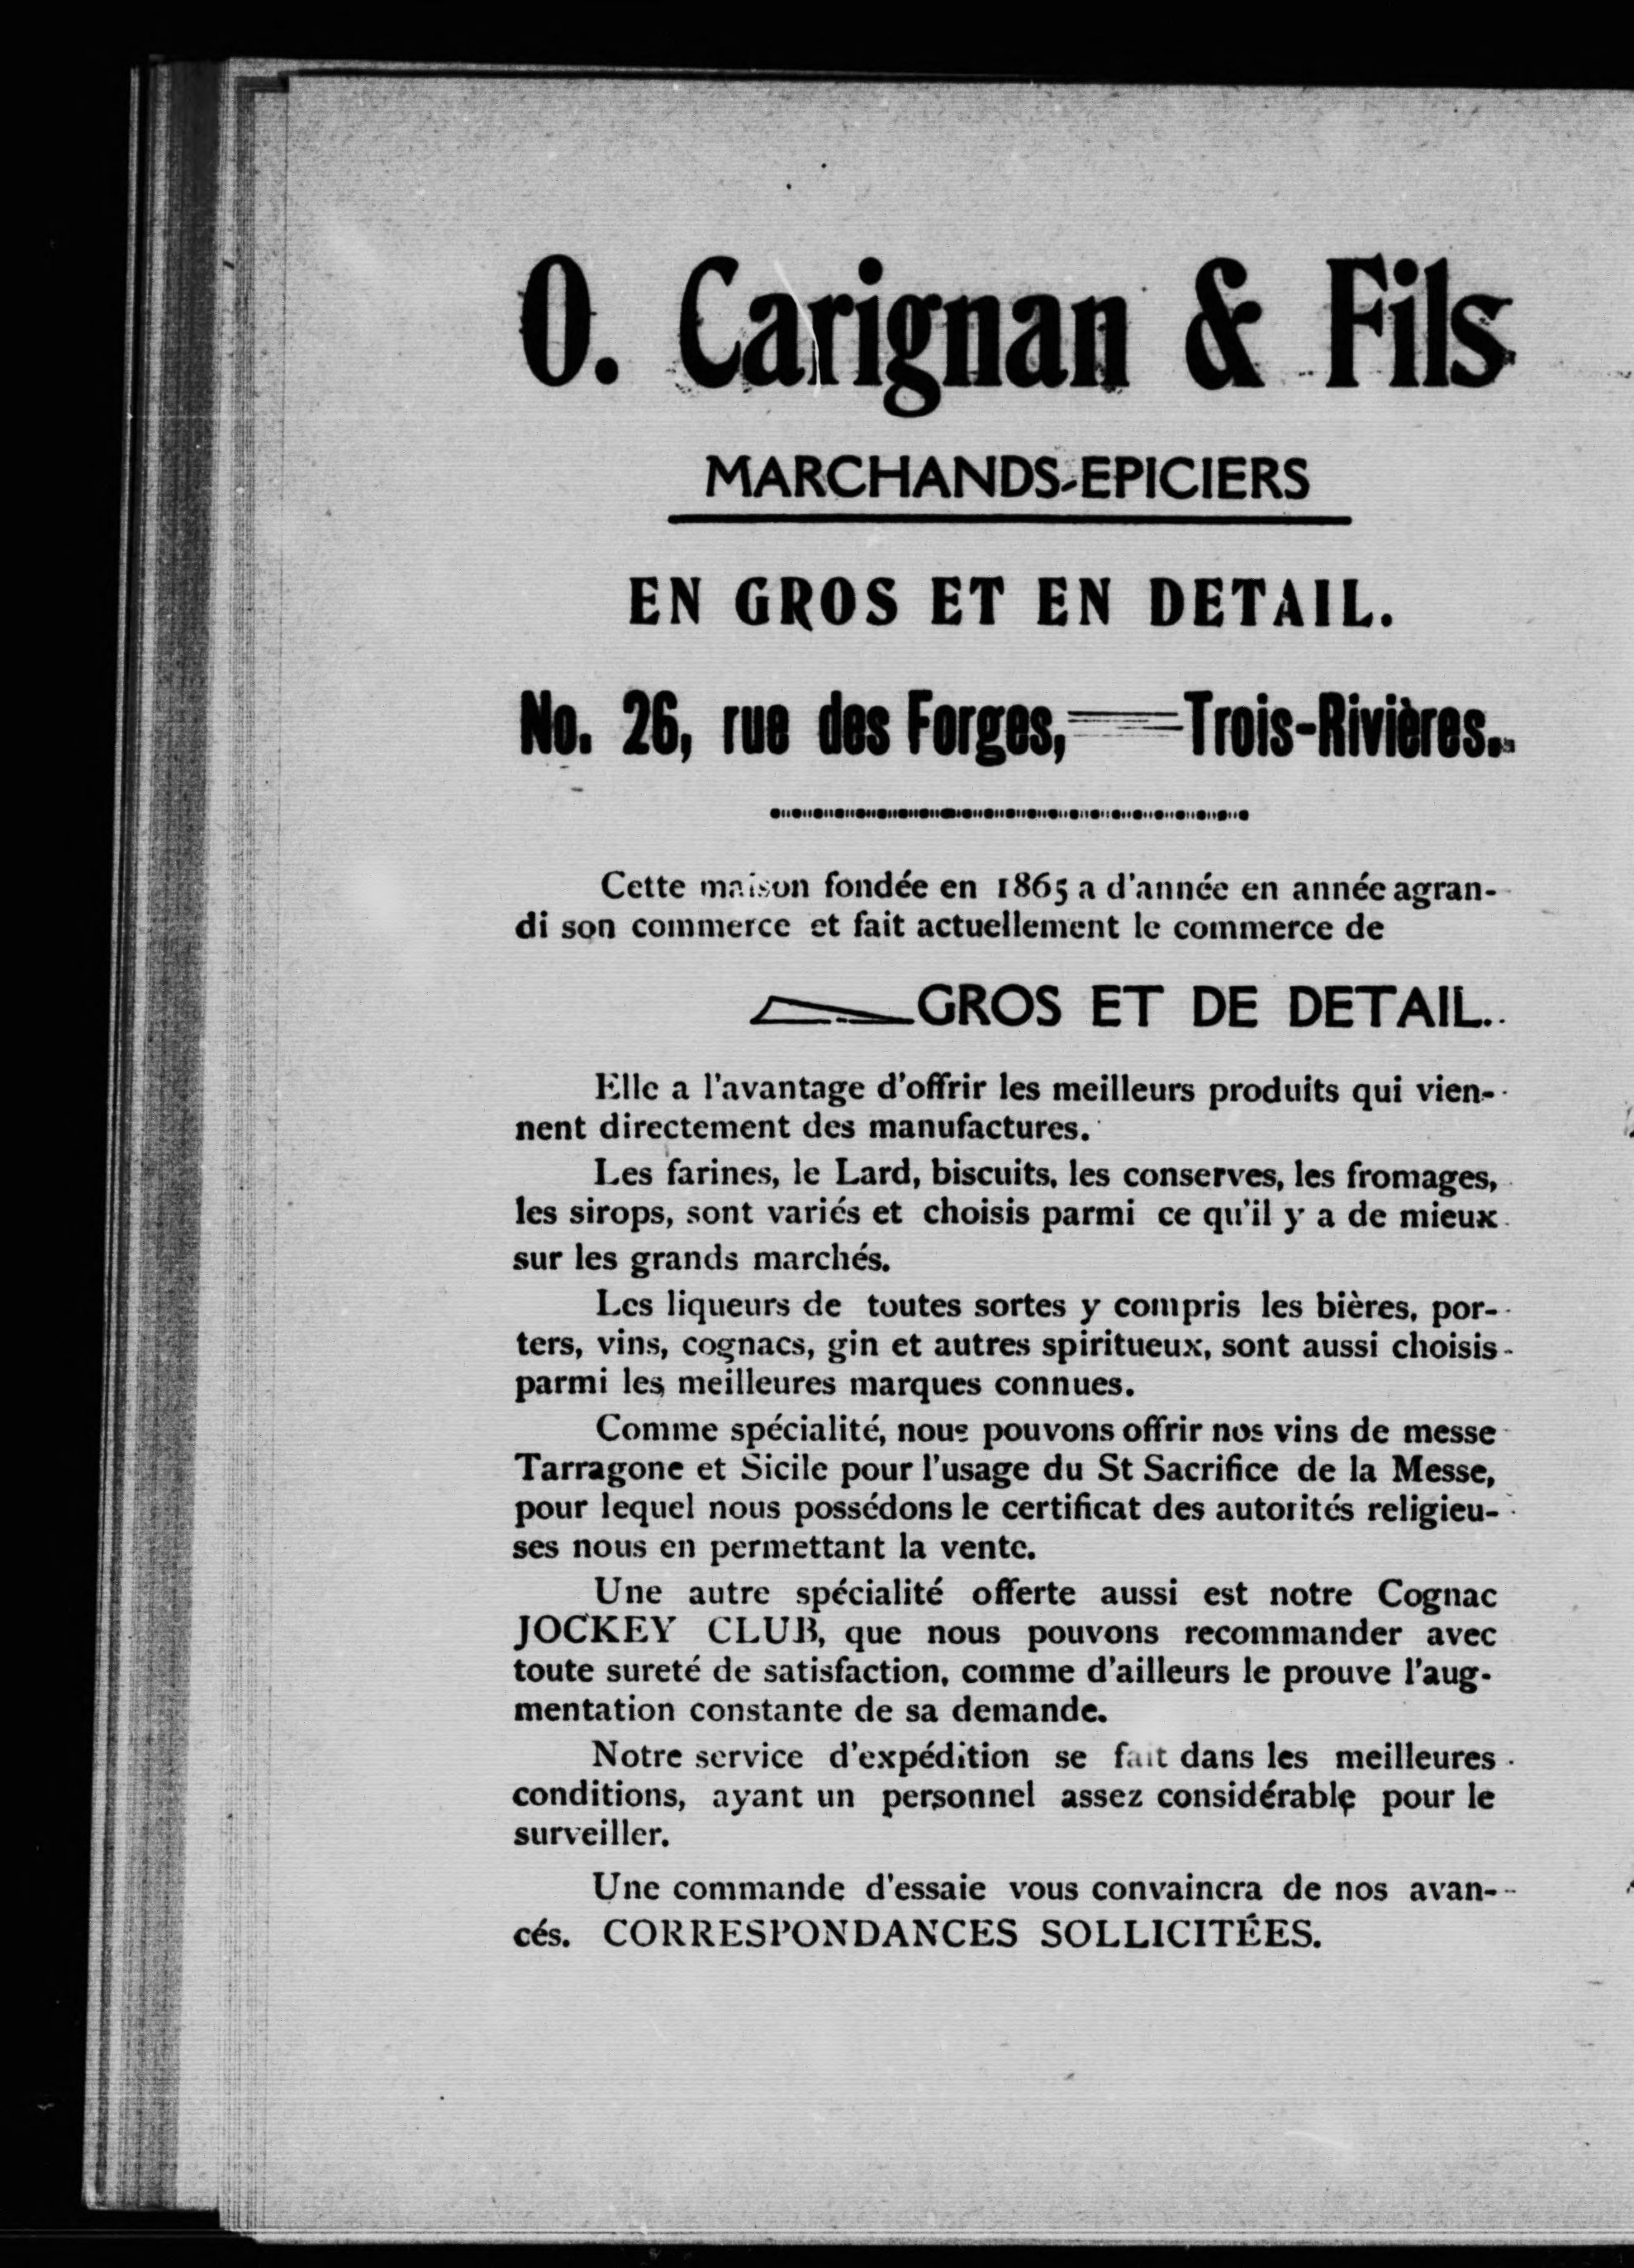 O. Carignan & Fils
MARCHANDS-EPICIERS
EN GROS ET EN DETAIL.
No. 26, rue des Forges, Trois-Rivières.
Cette maison fondée en 1865 a d'année en année agran-
di son commerce et fait actuellement le commerce de
GROS ET DE DETAIL.
Elle a l'avantage d'offrir les meilleurs produits qui vien-
nent directement des manufactures.
Les farines, le Lard, biscuits, les conserves, les fromages,
les sirops, sont variés et choisis parmi ce qu'il y a de mieux
sur les grands marchés.
Les liqueurs de toutes sortes y compris les bières, por-
ters, vins, cognacs, gin et autres spiritueux, sont aussi choisis
parmi les meilleures marques connues.
Comme spécialité, nous pouvons offrir nos vins de messe
Tarragone et Sicile pour l'usage du St Sacrifice de la Messe,
pour lequel nous possédons le certificat des autorités religieu-
ses nous en permettant la vente.
Une autre spécialité offerte aussi est notre Cognac
JOCKEY CLUB, que nous pouvons recommander avec
toute sureté de satisfaction, comme d'ailleurs le prouve l'aug-
mentation constante de sa demande.
Notre service d'expédition se fait dans les meilleures
conditions, ayant un personnel assez considérable pour le
surveiller.
Une commande d'essaie vous convaincra de nos avan-
cés. CORRESPONDANCES SOLLICITÉES.